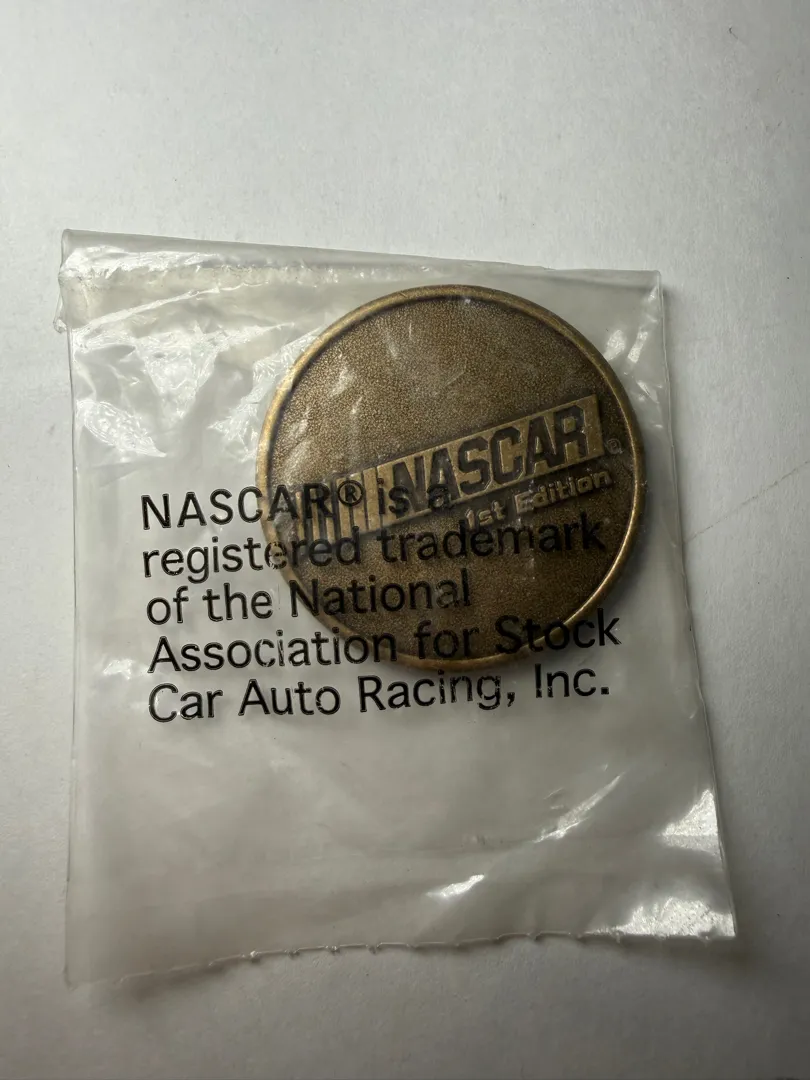 NASCAR®
1st Edition
NASCAR® is a
registered trademark
of the National
Association for Stock
Car Auto Racing, Inc.